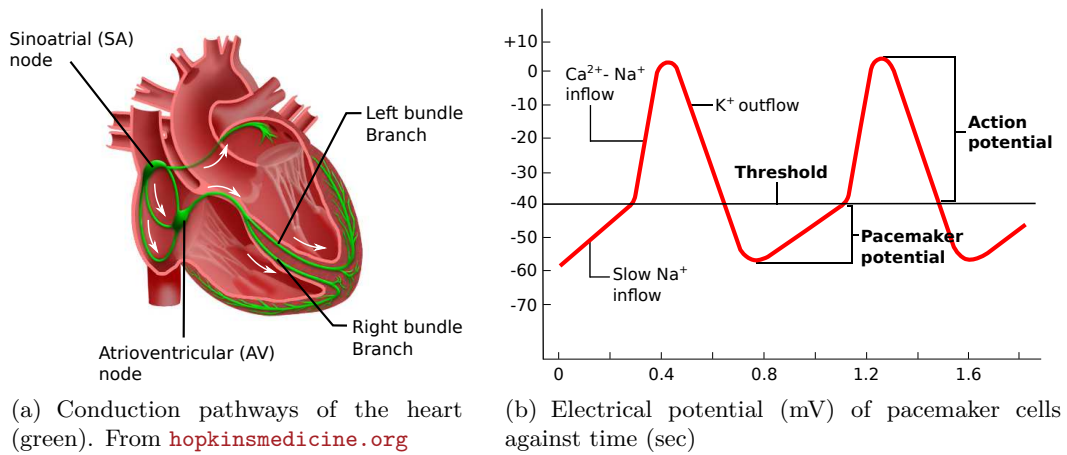 Sinoatrial (SA)
node
Left bundle
Branch
Right bundle
Branch
Atrioventricular (AV)
node
(a) Conduction pathways of the heart
(green). From hopkinsmedicine.org
+10
0
-10
-20
-30
-40
-50
-60
-70
Ca²⁺- Na⁺
inflow
K⁺ outflow
Action
potential
Threshold
Pacemaker
potential
Slow Na⁺
inflow
0 0.4 0.8 1.2 1.6
(b) Electrical potential (mV) of pacemaker cells
against time (sec)